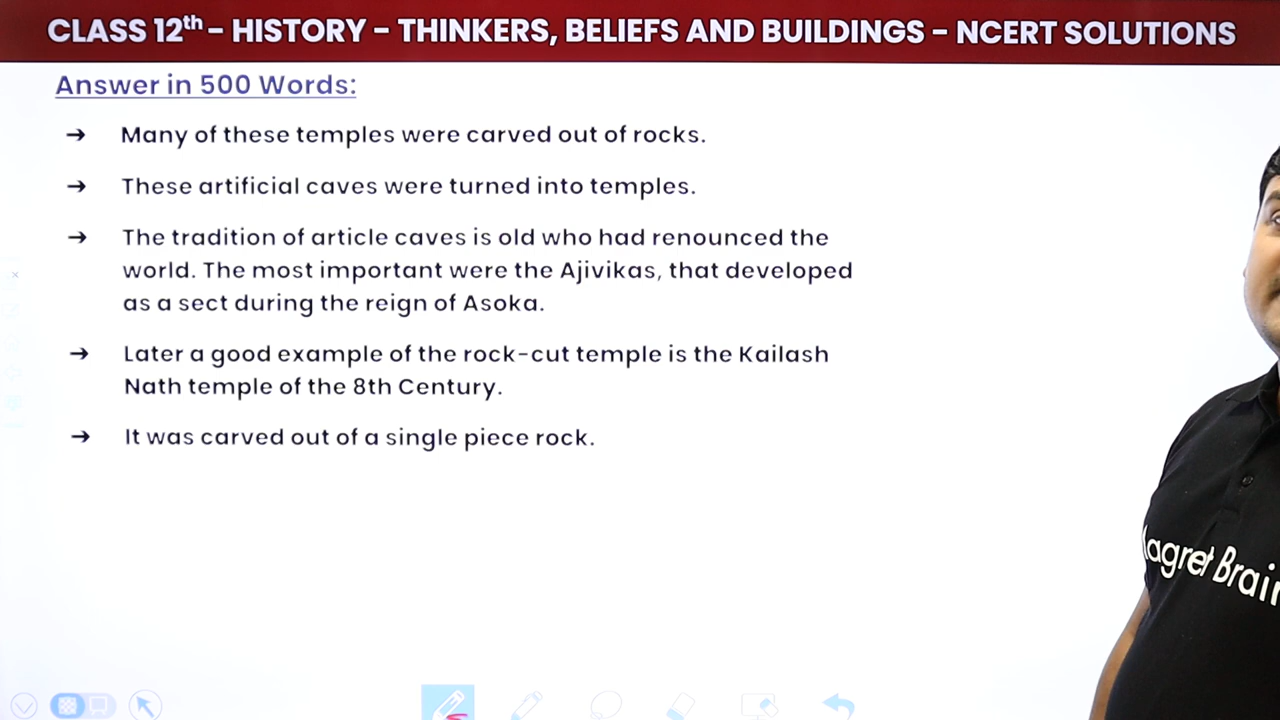 CLASS 12th – HISTORY – THINKERS, BELIEFS AND BUILDINGS – NCERT SOLUTIONS
Answer in 500 Words:
➔ Many of these temples were carved out of rocks.
➔ These artificial caves were turned into temples.
➔ The tradition of article caves is old who had renounced the
world. The most important were the Ajivikas, that developed
as a sect during the reign of Asoka.
➔ Later a good example of the rock-cut temple is the Kailash
Nath temple of the 8th Century.
➔ It was carved out of a single piece rock.